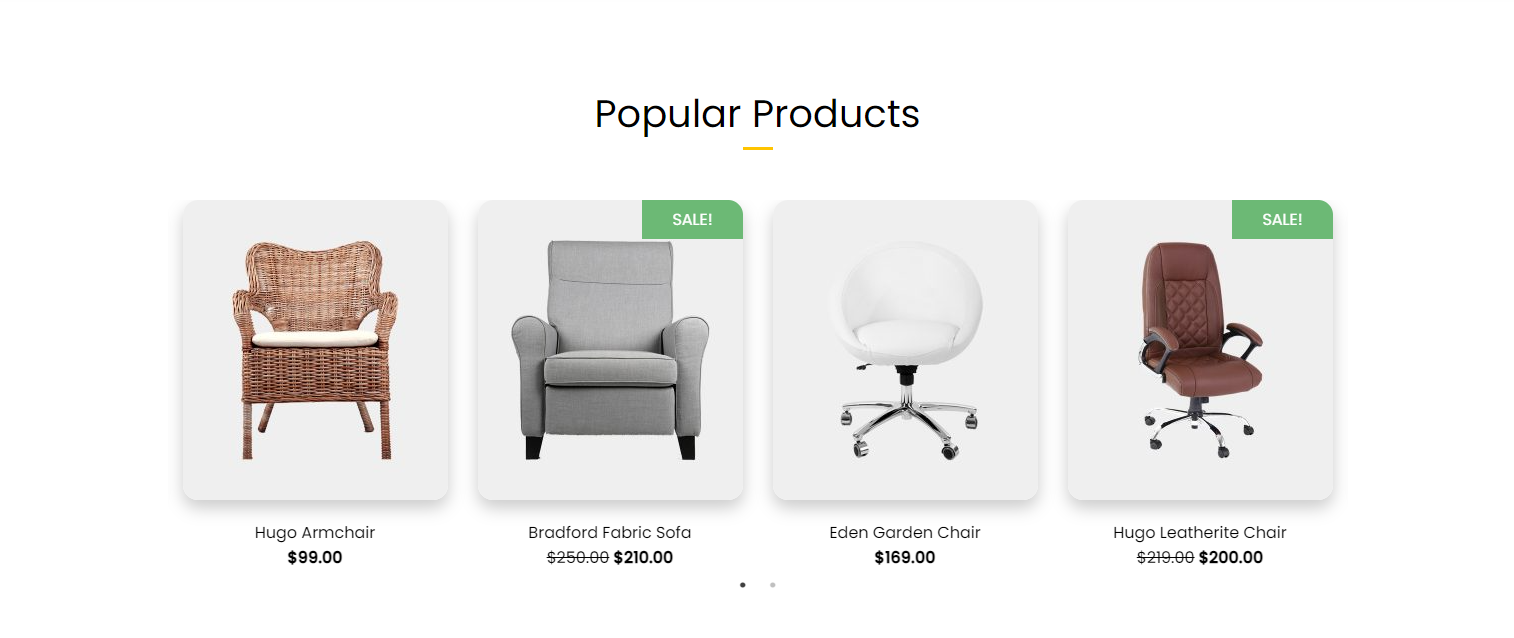 Popular Products
SALE!
SALE!
Hugo Armchair
$99.00
Bradford Fabric Sofa
$250.00 $210.00
Eden Garden Chair
$169.00
Hugo Leatherite Chair
$219.00 $200.00